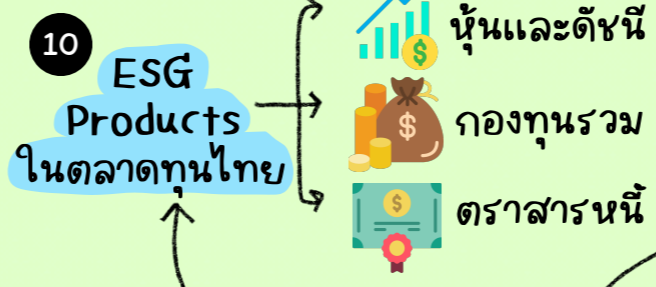 10
ESG
Products
ในตลาดทุนไทย
หุ้นและดัชนี
กองทุนรวม
ตราสารหนี้